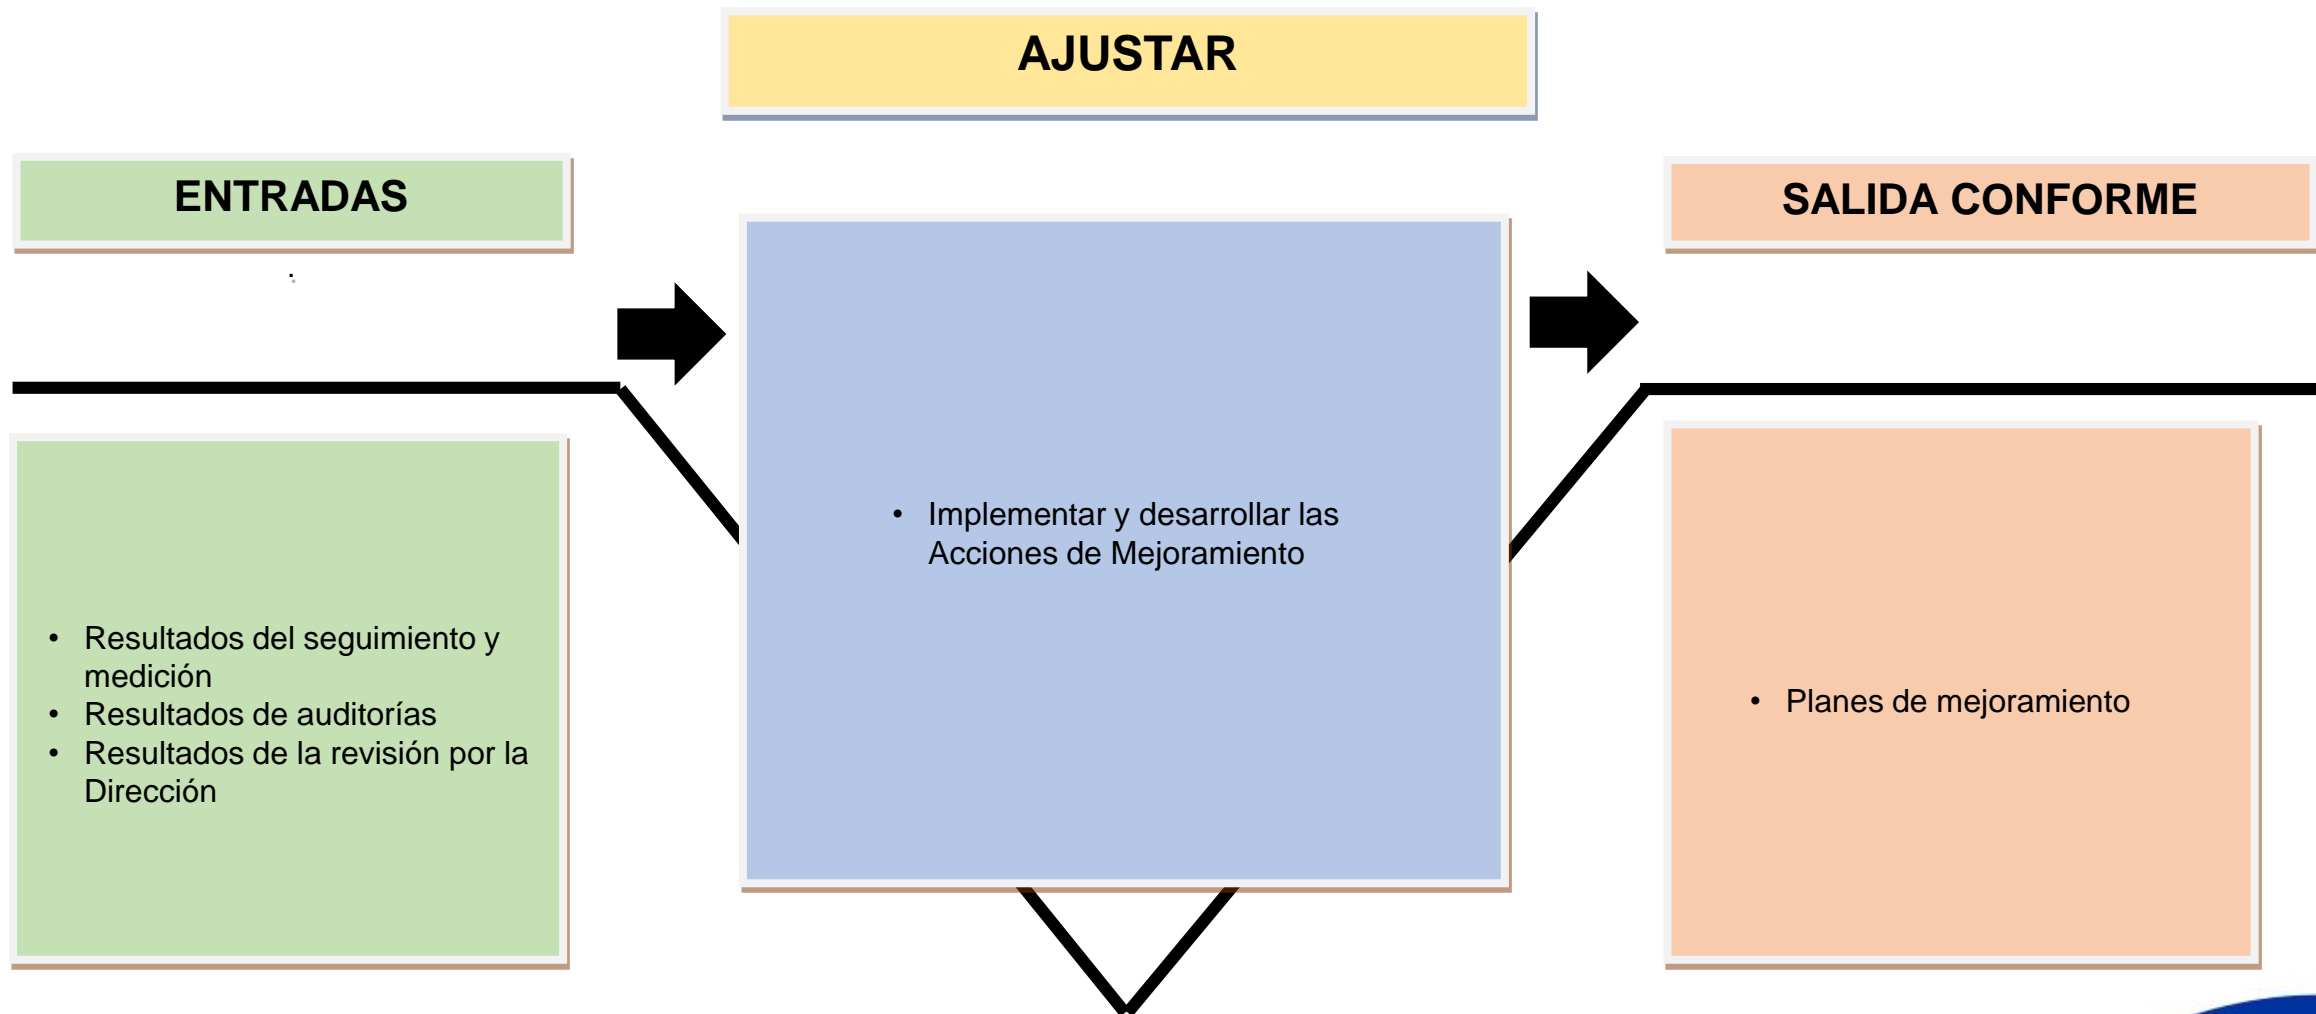 AJUSTAR
ENTRADAS
SALIDA CONFORME
• Implementar y desarrollar las
Acciones de Mejoramiento
• Resultados del seguimiento y
medición
• Resultados de auditorías
• Resultados de la revisión por la
Dirección
• Planes de mejoramiento